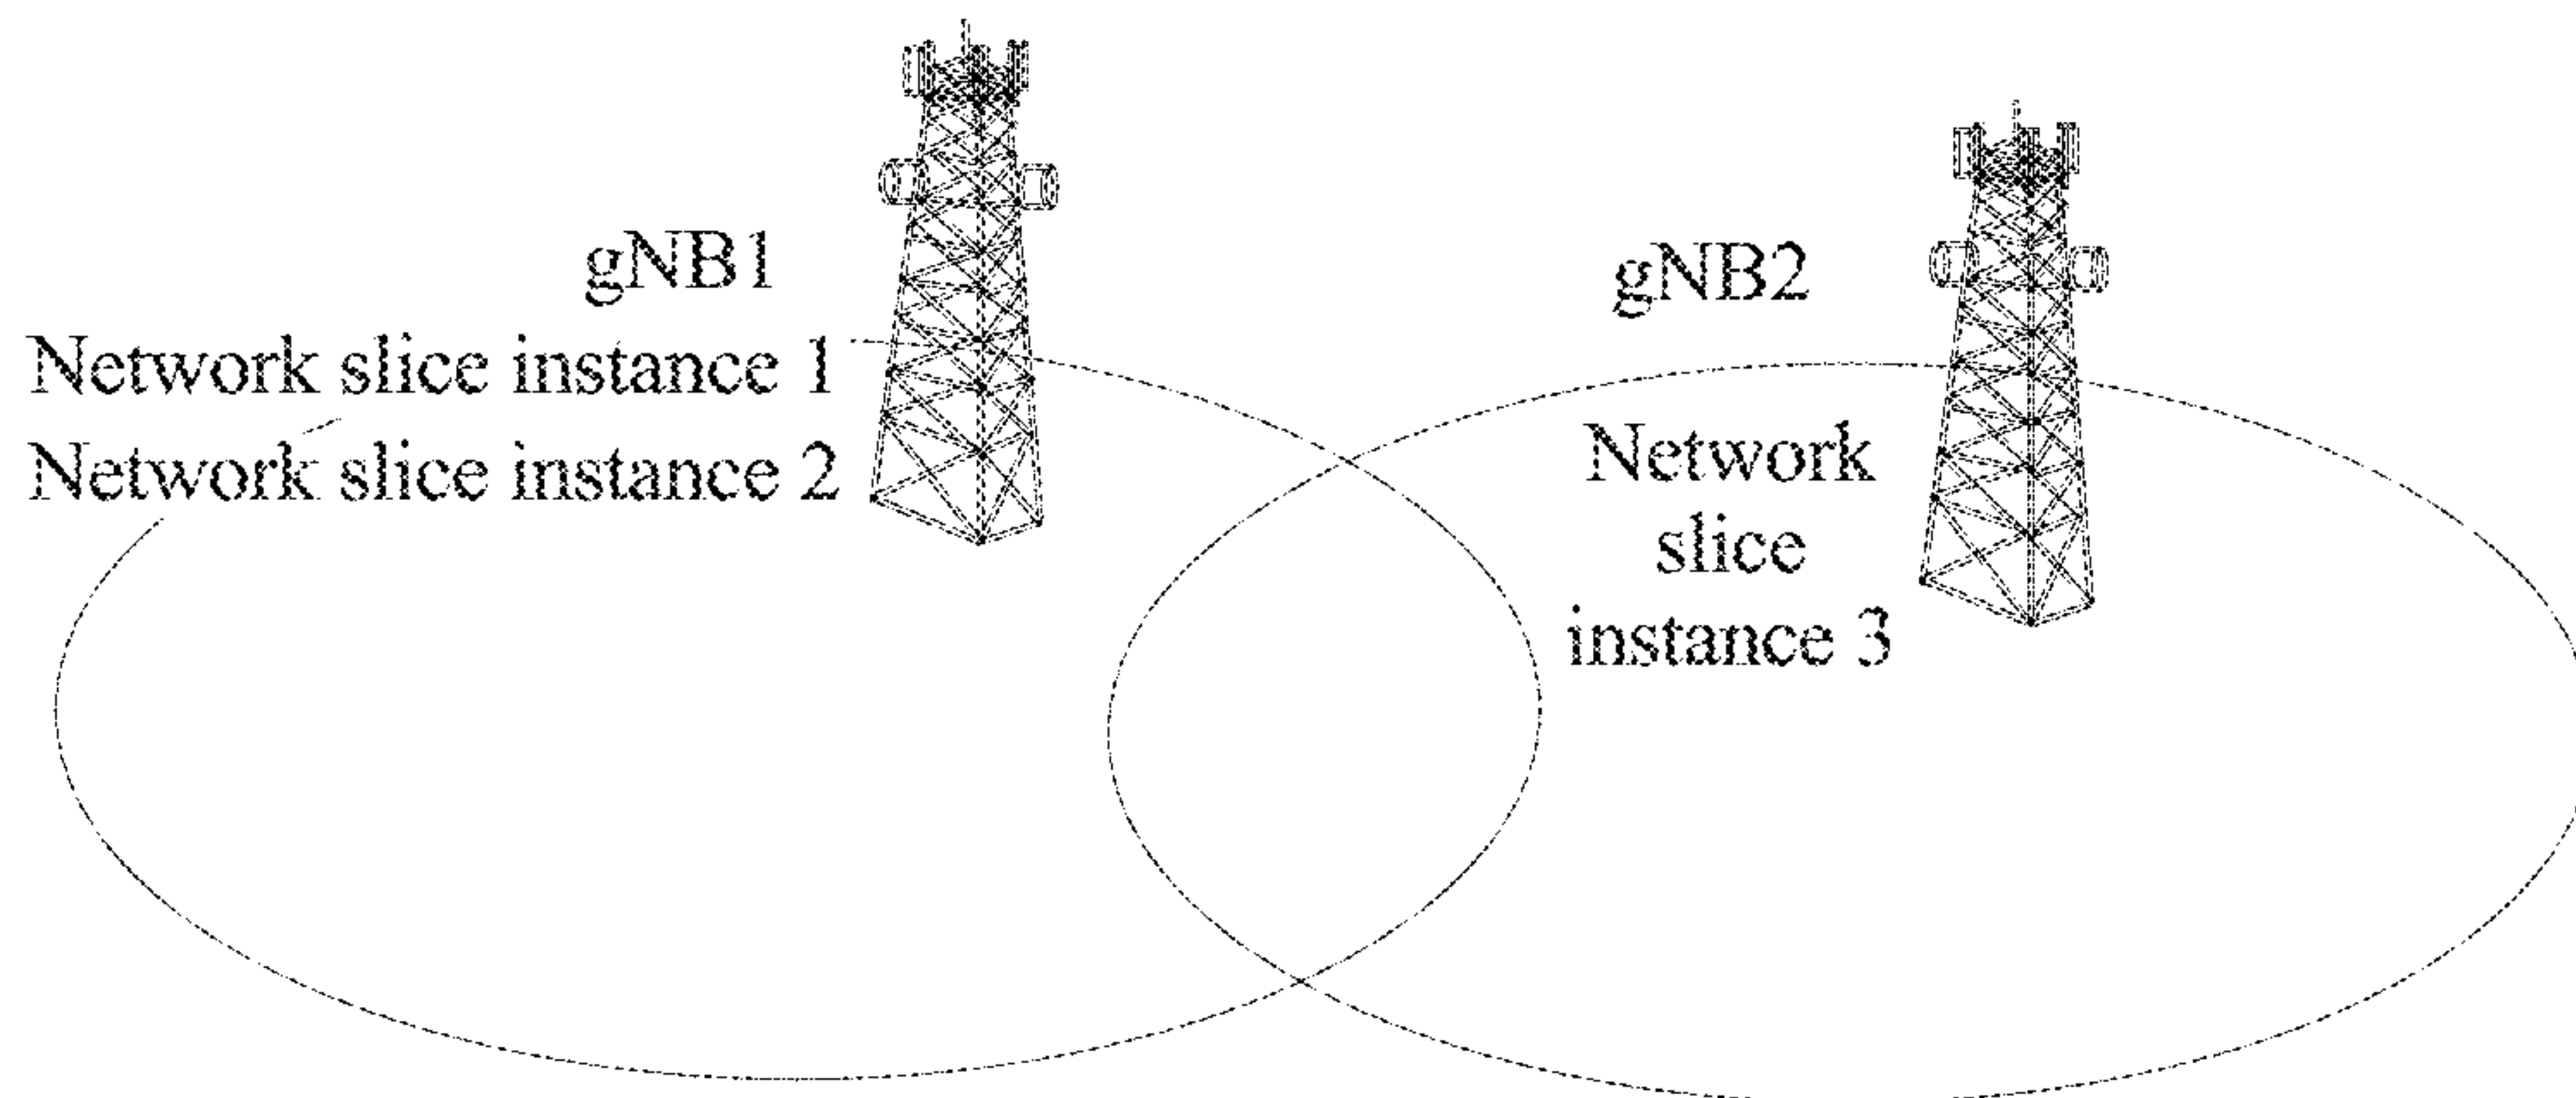 gNB1
Network slice instance 1
Network slice instance 2
gNB2
Network
slice
instance 3